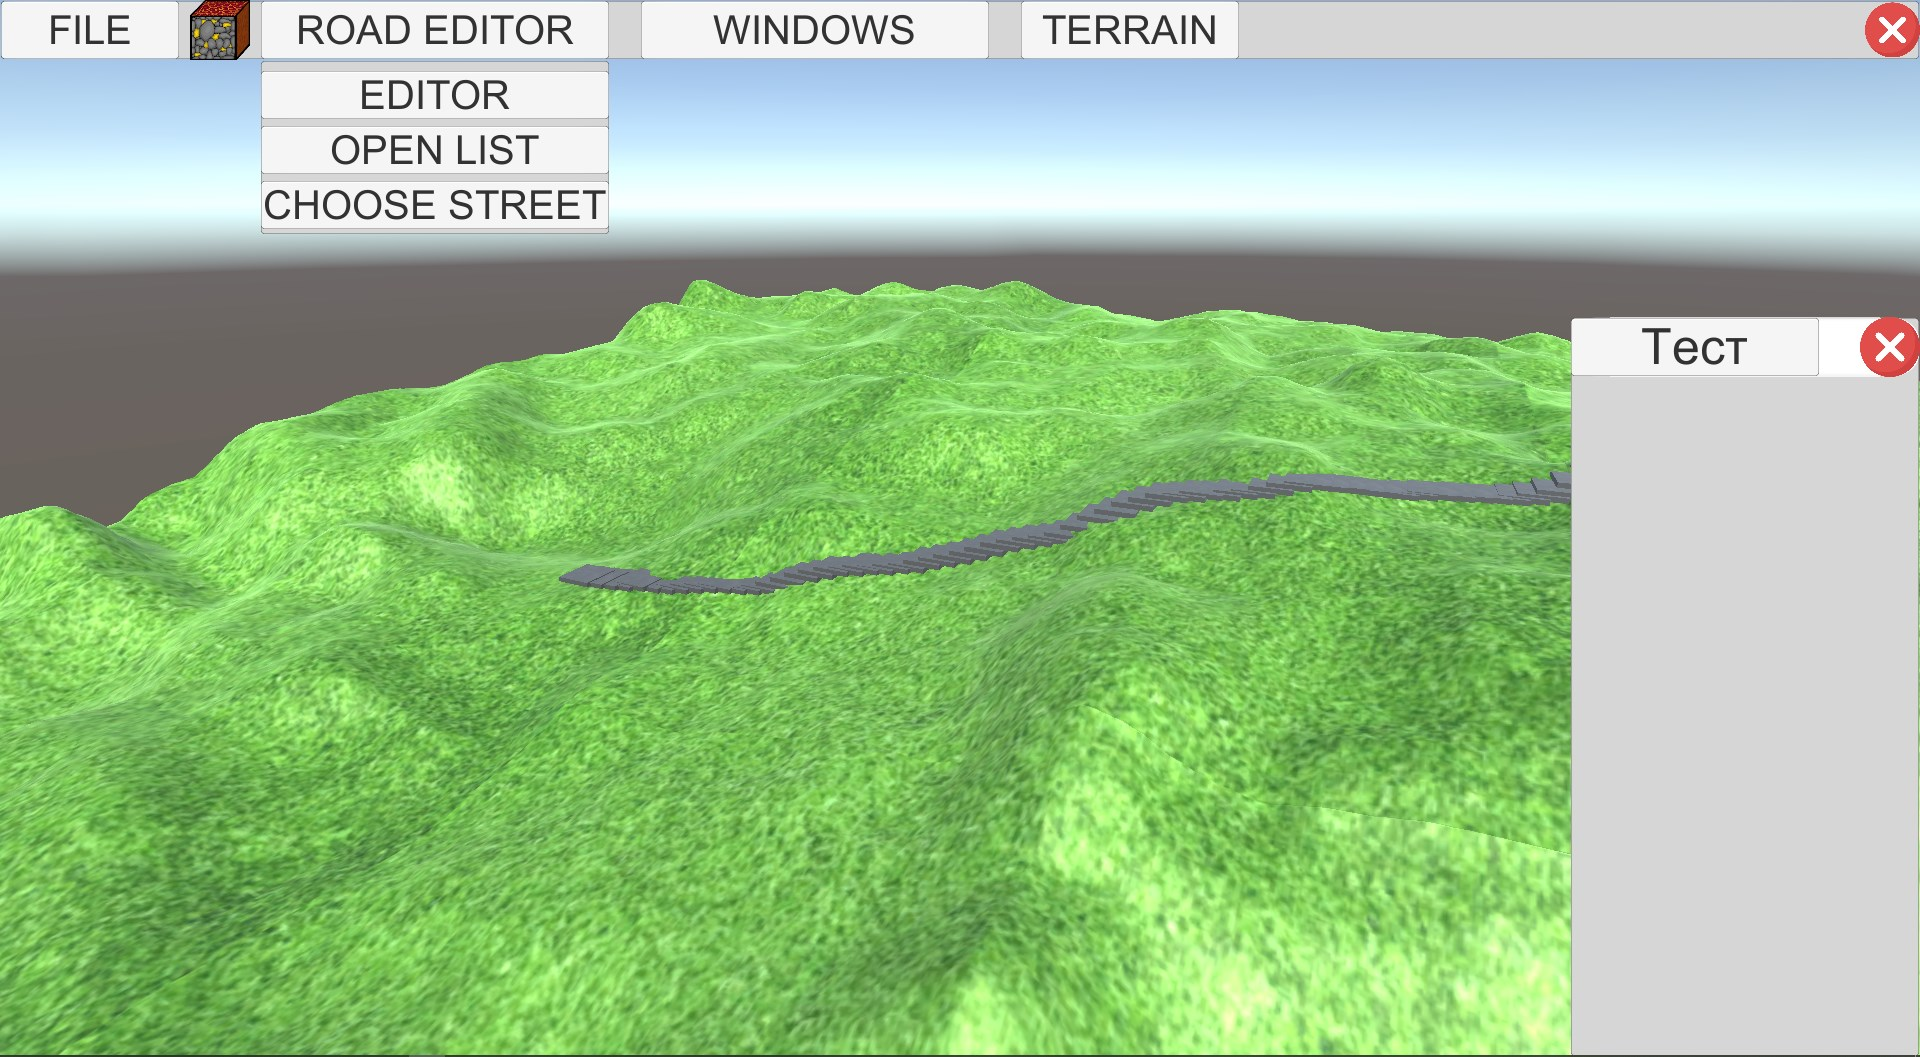 FILE
ROAD EDITOR
WINDOWS
TERRAIN
EDITOR
OPEN LIST
CHOOSE STREET
Тест